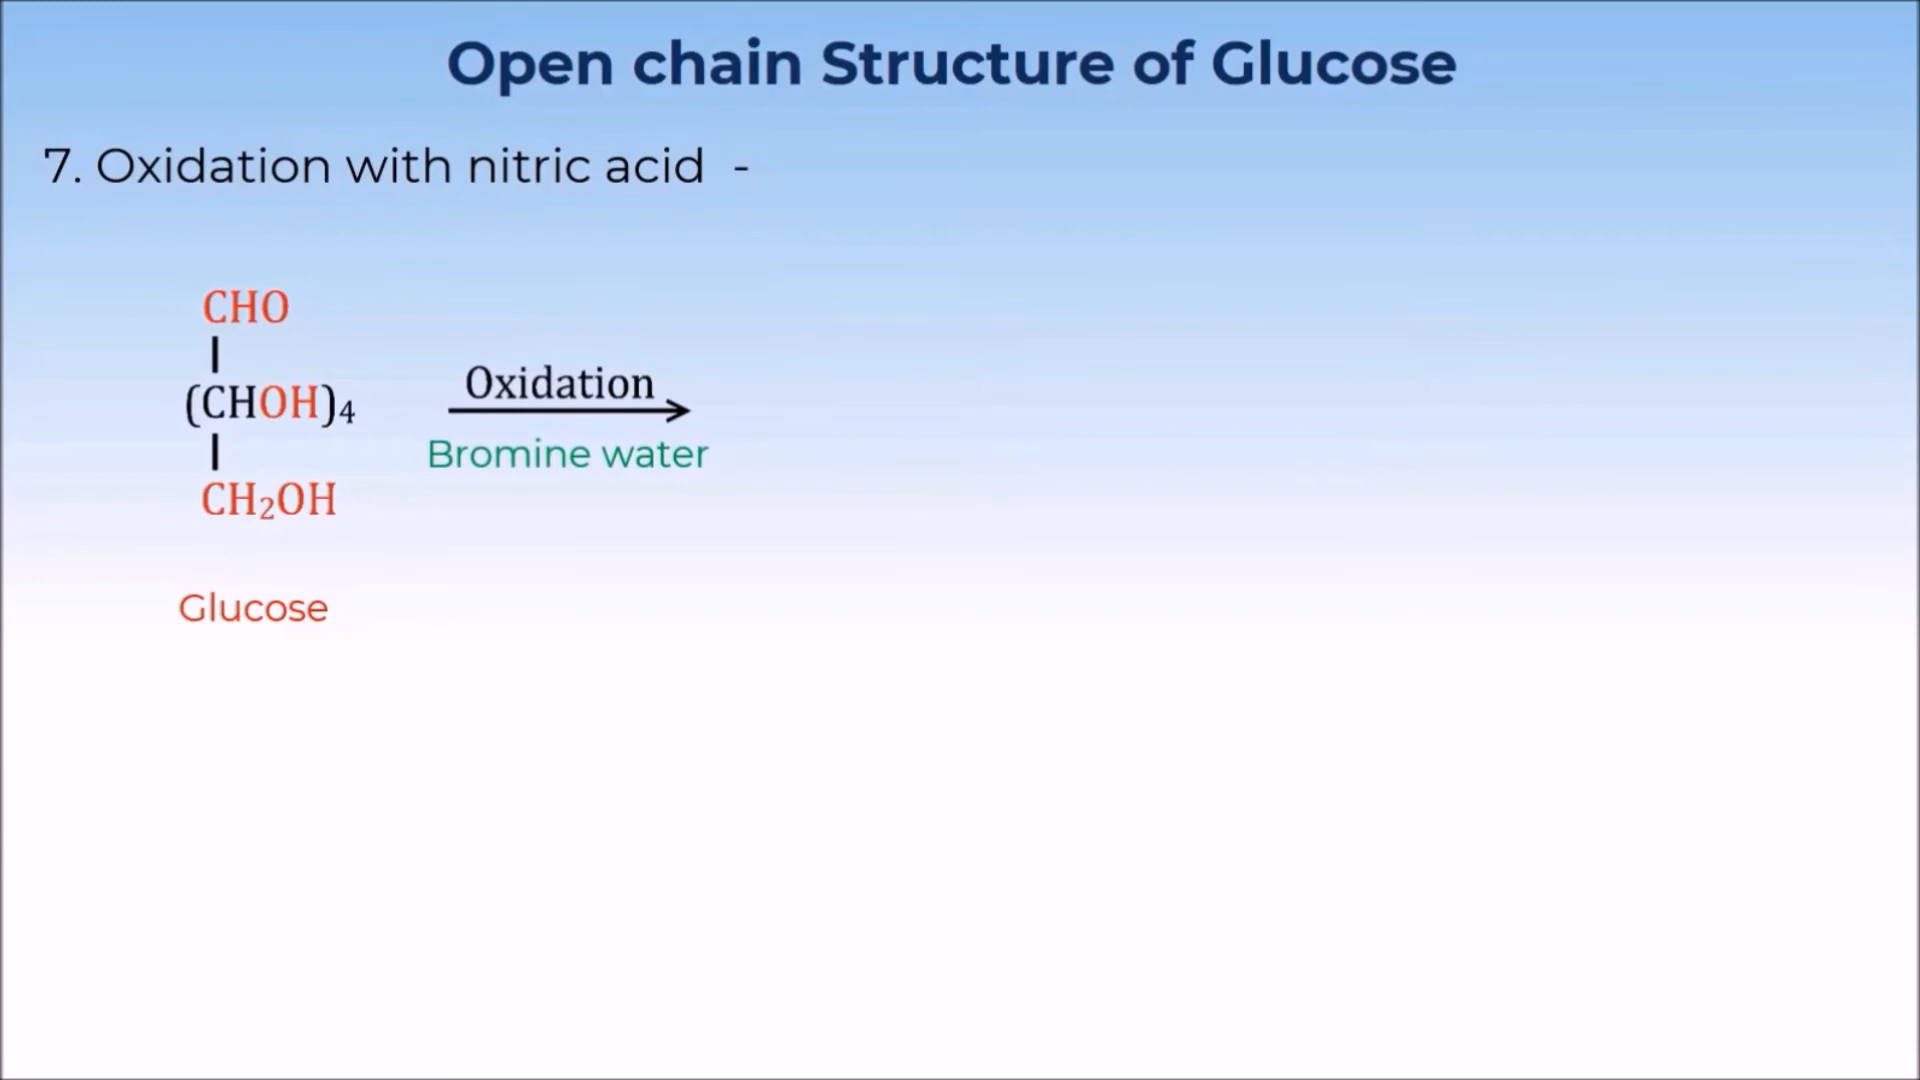 Open chain Structure of Glucose
7. Oxidation with nitric acid -
CHO
(CHOH)₄
CH₂OH
Oxidation
Bromine water
Glucose